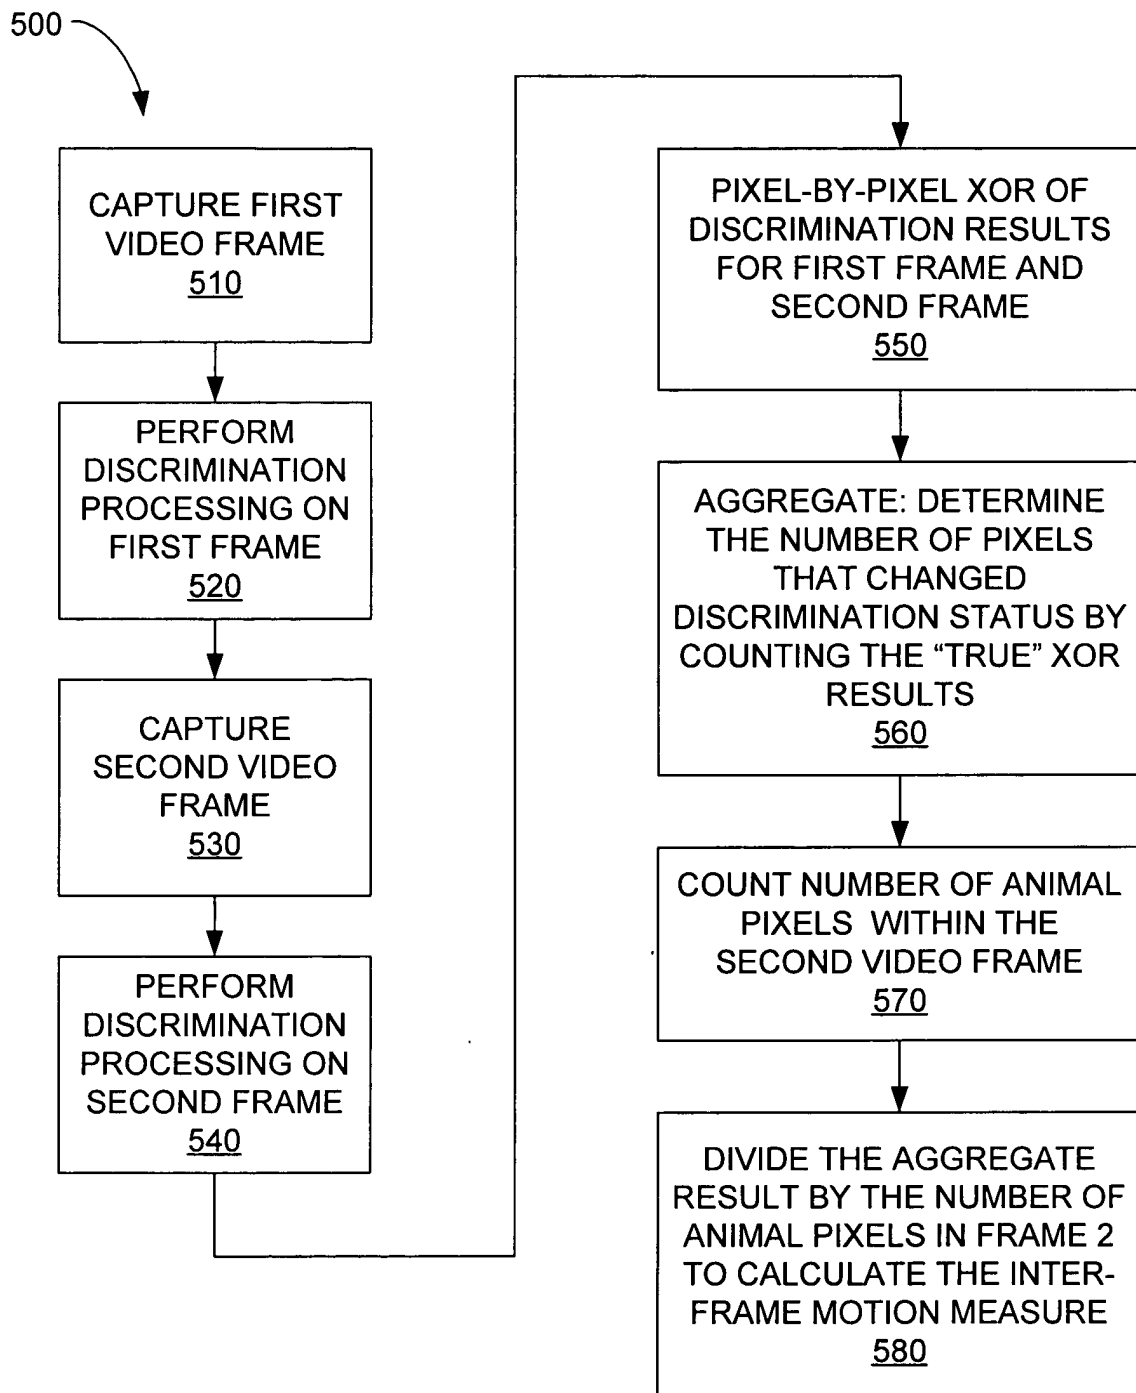 500
CAPTURE FIRST
VIDEO FRAME
510
PERFORM
DISCRIMINATION
PROCESSING ON
FIRST FRAME
520
CAPTURE
SECOND VIDEO
FRAME
530
PERFORM
DISCRIMINATION
PROCESSING ON
SECOND FRAME
540
PIXEL-BY-PIXEL XOR OF
DISCRIMINATION RESULTS
FOR FIRST FRAME AND
SECOND FRAME
550
AGGREGATE: DETERMINE
THE NUMBER OF PIXELS
THAT CHANGED
DISCRIMINATION STATUS BY
COUNTING THE “TRUE” XOR
RESULTS
560
COUNT NUMBER OF ANIMAL
PIXELS WITHIN THE
SECOND VIDEO FRAME
570
DIVIDE THE AGGREGATE
RESULT BY THE NUMBER OF
ANIMAL PIXELS IN FRAME 2
TO CALCULATE THE INTER-
FRAME MOTION MEASURE
580